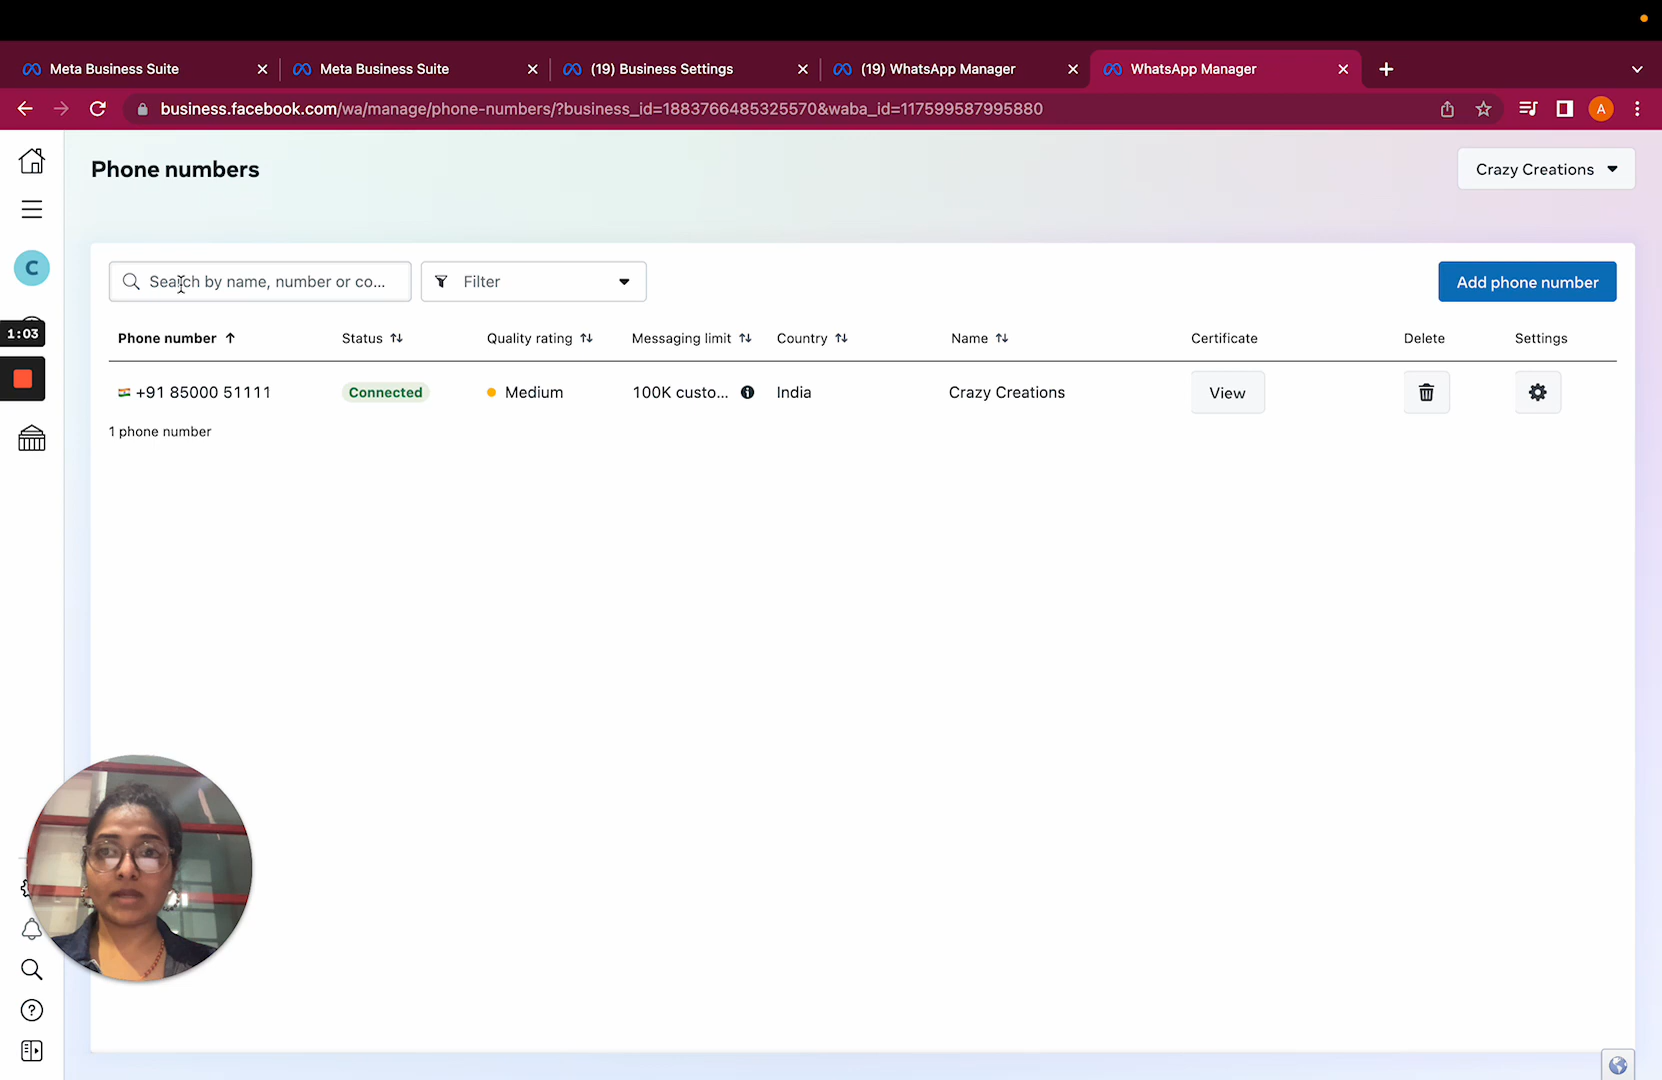 Meta Business Suite
Meta Business Suite
(19) Business Settings
(19) WhatsApp Manager
WhatsApp Manager
business.facebook.com/wa/manage/phone-numbers/?business_id=1883766485325570&waba_id=117599587995880
A
Phone numbers
Crazy Creations
C
Search by name, number or co...
Filter
Add phone number
1:03
Phone number Status Quality rating Messaging limit Country Name Certificate Delete Settings
+91 85000 51111 Connected Medium 100K custo... India Crazy Creations View
1 phone number